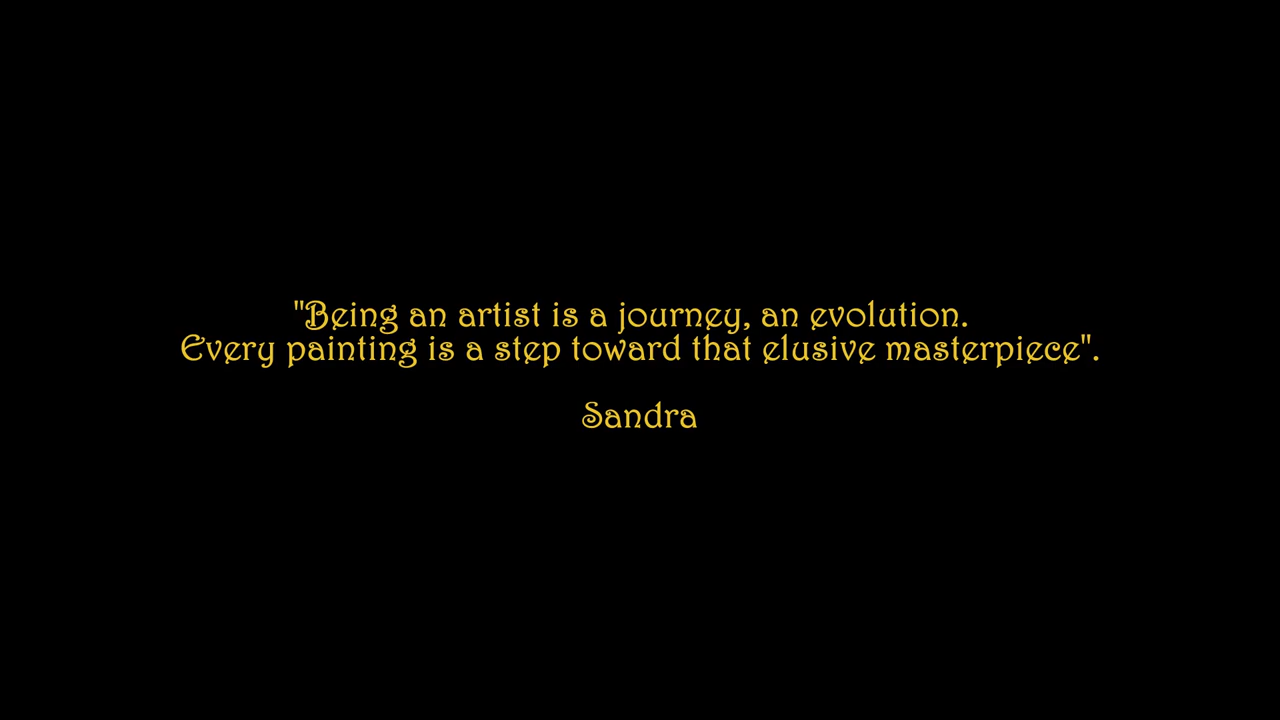 "Being an artist is a journey, an evolution.
Every painting is a step toward that elusive masterpiece".
Sandra